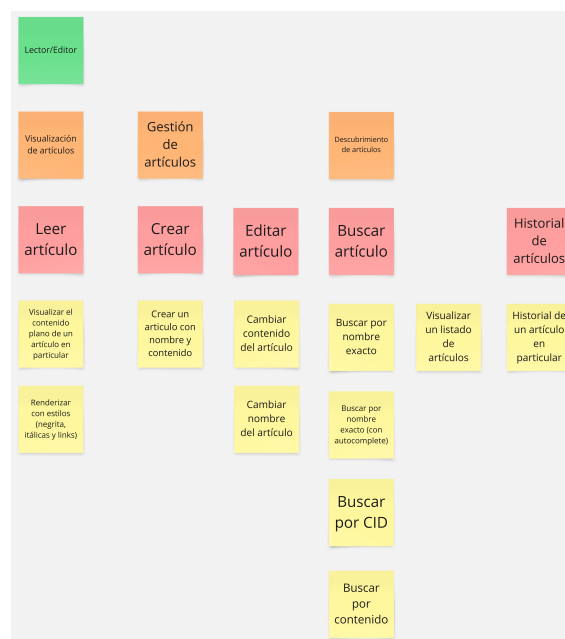 Lector/Editor
Visualización
de artículos
Gestión
de
artículos
Descubrimiento
de artículos
Leer
artículo
Crear
artículo
Editar
artículo
Buscar
artículo
Historial
de
artículos
Visualizar el
contenido
plano de un
artículo en
particular
Crear un
articulo con
nombre y
contenido
Cambiar
contenido
del artículo
Buscar por
nombre
exacto
Visualizar
un listado
de
artículos
Historial de
un artículo
en
particular
Renderizar
con estilos
(negrita,
itálicas y links)
Cambiar
nombre
del artículo
Buscar por
nombre
exacto (con
autocomplete)
Buscar
por CID
Buscar
por
contenido